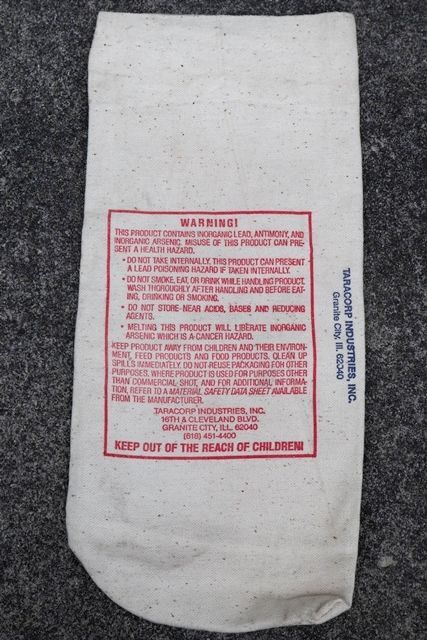 WARNING!
THIS PRODUCT CONTAINS INORGANIC LEAD, ANTIMONY, AND
INORGANIC ARSENIC. MISUSE OF THIS PRODUCT CAN PRE-
SENT A HEALTH HAZARD.
• DO NOT TAKE INTERNALLY. THIS PRODUCT CAN PRESENT
A LEAD POISONING HAZARD IF TAKEN INTERNALLY.
• DO NOT SMOKE, EAT, OR DRINK WHILE HANDLING PRODUCT.
WASH THOROUGHLY AFTER HANDLING AND BEFORE EAT-
ING, DRINKING OR SMOKING.
• DO NOT STORE NEAR ACIDS, BASES AND REDUCING
AGENTS.
• MELTING THIS PRODUCT WILL LIBERATE INORGANIC
ARSENIC WHICH IS A CANCER HAZARD.
KEEP PRODUCT AWAY FROM CHILDREN AND THEIR ENVIRON-
MENT, FEED PRODUCTS AND FOOD PRODUCTS. CLEAN UP
SPILLS IMMEDIATELY. DO NOT REUSE PACKAGING FOR OTHER
PURPOSES. WHERE PRODUCT IS USED FOR PURPOSES OTHER
THAN COMMERCIAL SHOT, AND FOR ADDITIONAL INFORMA-
TION, REFER TO A MATERIAL SAFETY DATA SHEET AVAILABLE
FROM THE MANUFACTURER.
TARACORP INDUSTRIES, INC.
16TH & CLEVELAND BLVD.
GRANITE CITY, ILL. 62040
(618) 451-4400
KEEP OUT OF THE REACH OF CHILDREN!
TARACORP INDUSTRIES, INC.
Granite City, Ill. 62040